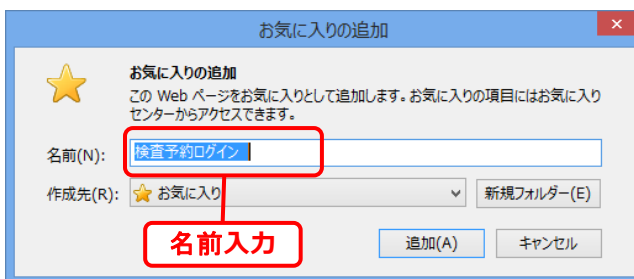 お気に入りの追加
お気に入りの追加
この Web ページをお気に入りとして追加します。お気に入りの項目にはお気に入り
センターからアクセスできます。
名前(N): 検査予約ログイン
作成先(R): お気に入り 新規フォルダー(E)
名前入力
追加(A) キャンセル